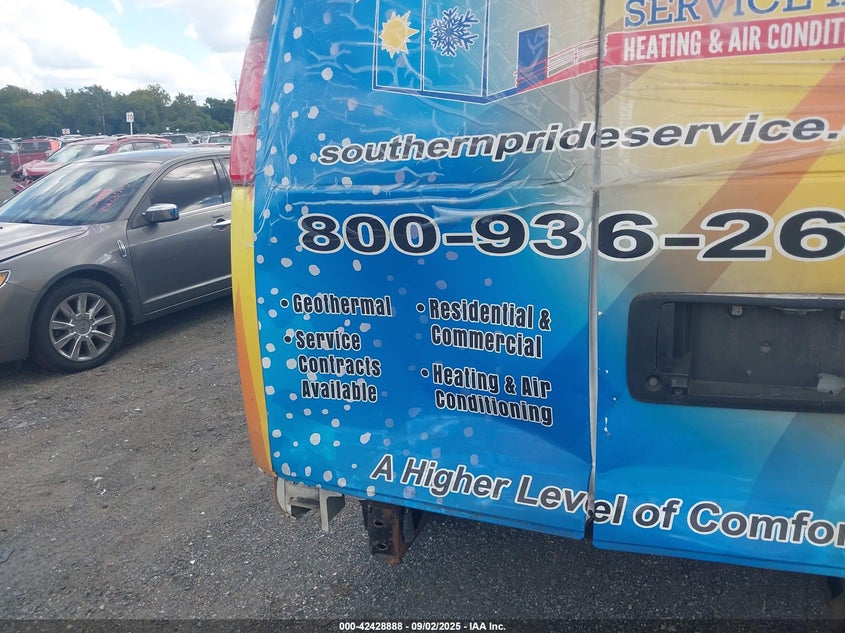 SERVICE
HEATING & AIR CONDIT
southernprideservice.
800-936-26
• Geothermal
• Service
Contracts
Available
• Residential &
Commercial
• Heating & Air
Conditioning
A Higher Level of Comfor
000-42428888 • 09/02/2025 • IAA Inc.